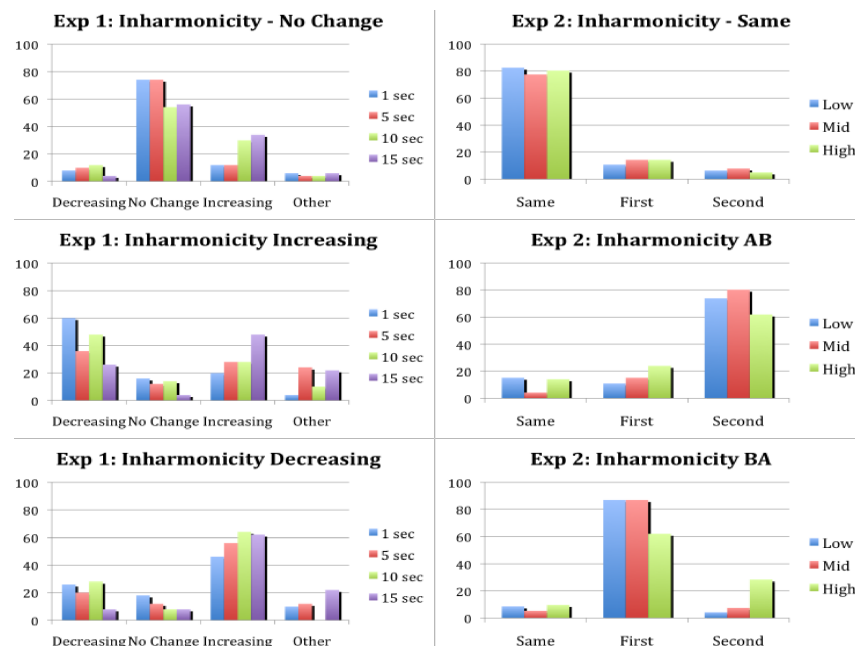 Exp 1: Inharmonicity - No Change
100
80
60
40
20
0
Decreasing No Change Increasing Other
1 sec
5 sec
10 sec
15 sec
Exp 2: Inharmonicity - Same
100
80
60
40
20
0
Same First Second
Low
Mid
High
Exp 1: Inharmonicity Increasing
100
80
60
40
20
0
Decreasing No Change Increasing Other
1 sec
5 sec
10 sec
15 sec
Exp 2: Inharmonicity AB
100
80
60
40
20
0
Same First Second
Low
Mid
High
Exp 1: Inharmonicity Decreasing
100
80
60
40
20
0
Decreasing No Change Increasing Other
1 sec
5 sec
10 sec
15 sec
Exp 2: Inharmonicity BA
100
80
60
40
20
0
Same First Second
Low
Mid
High